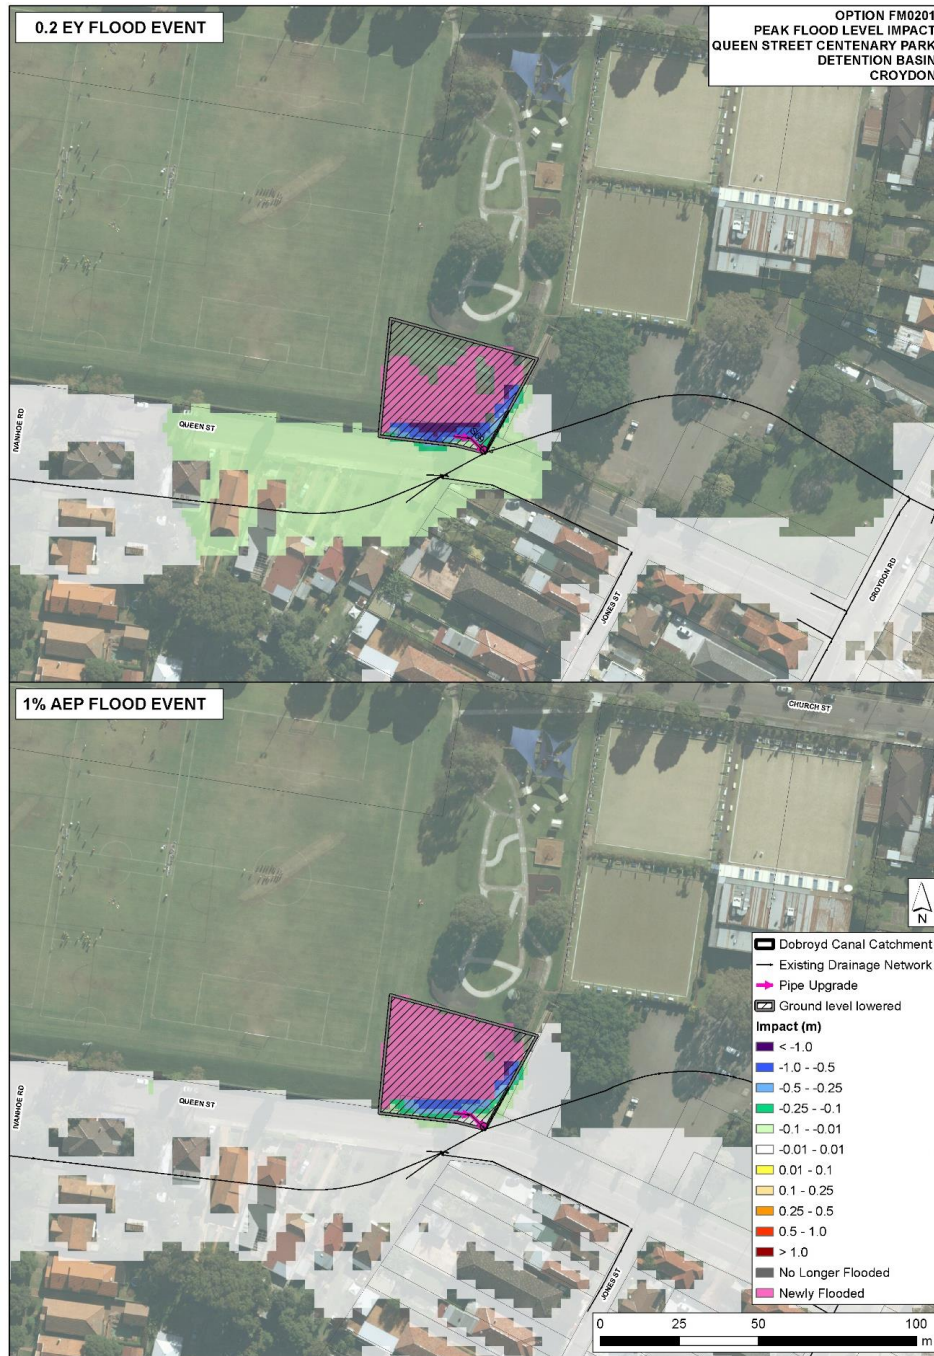 0.2 EY FLOOD EVENT
OPTION FM0201
PEAK FLOOD LEVEL IMPACT
QUEEN STREET CENTENARY PARK
DETENTION BASIN
CROYDON
IVANHOE RD
QUEEN ST
JONES ST
CROYDON RD
1% AEP FLOOD EVENT
CHURCH ST
IVANHOE RD
QUEEN ST
JONES ST
N
Dobroyd Canal Catchment
Existing Drainage Network
Pipe Upgrade
Ground level lowered
Impact (m)
< -1.0
-1.0 - -0.5
-0.5 - -0.25
-0.25 - -0.1
-0.1 - -0.01
-0.01 - 0.01
0.01 - 0.1
0.1 - 0.25
0.25 - 0.5
0.5 - 1.0
> 1.0
No Longer Flooded
Newly Flooded
0 25 50 100
m